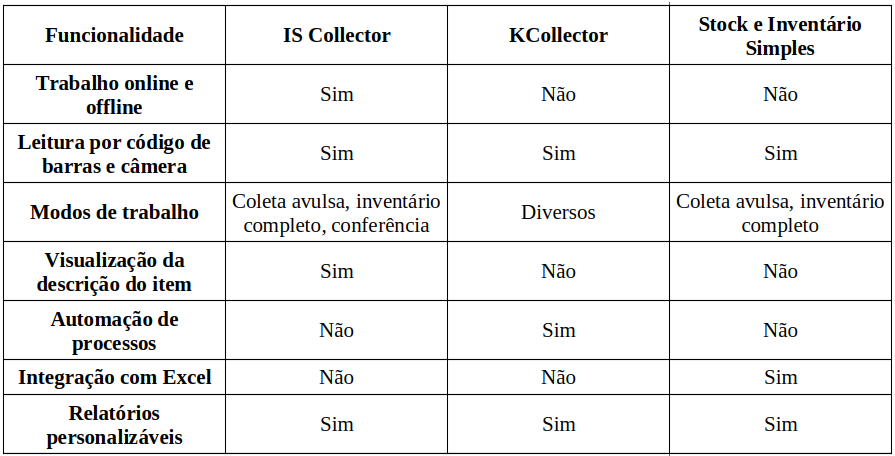 Funcionalidade
IS Collector
KCollector
Stock e Inventário
Simples
Trabalho online e
offline
Sim
Não
Não
Leitura por código de
barras e câmera
Sim
Sim
Sim
Modos de trabalho
Coleta avulsa, inventário
completo, conferência
Diversos
Coleta avulsa, inventário
completo
Visualização da
descrição do item
Sim
Não
Não
Automação de
processos
Não
Sim
Não
Integração com Excel
Não
Não
Sim
Relatórios
personalizáveis
Sim
Sim
Sim